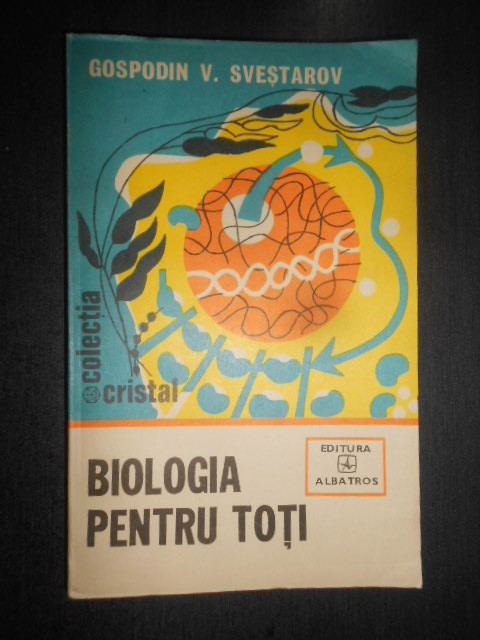 GOSPODIN V. SVEȘTAROV
colecția
cristal
EDITURA
ALBATROS
BIOLOGIA
PENTRU TOȚI